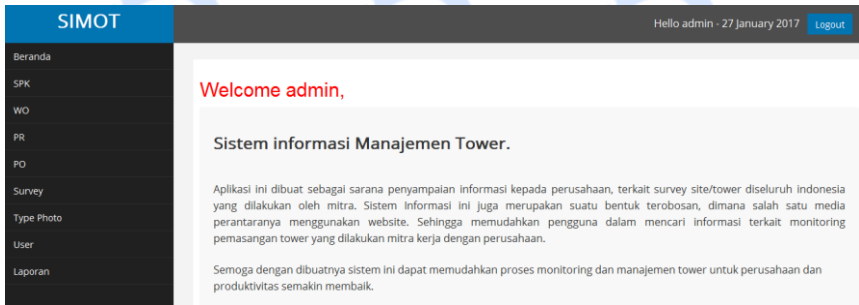 SIMOT
Hello admin - 27 January 2017 Logout
Beranda
SPK
WO
PR
PO
Survey
Type Photo
User
Laporan
Welcome admin,
Sistem informasi Manajemen Tower.
Aplikasi ini dibuat sebagai sarana penyampaian informasi kepada perusahaan, terkait survey site/tower diseluruh indonesia
yang dilakukan oleh mitra. Sistem Informasi ini juga merupakan suatu bentuk terobosan, dimana salah satu media
perantaranya menggunakan website. Sehingga memudahkan pengguna dalam mencari informasi terkait monitoring
pemasangan tower yang dilakukan mitra kerja dengan perusahaan.
Semoga dengan dibuatnya sistem ini dapat memudahkan proses monitoring dan manajemen tower untuk perusahaan dan
produktivitas semakin membaik.